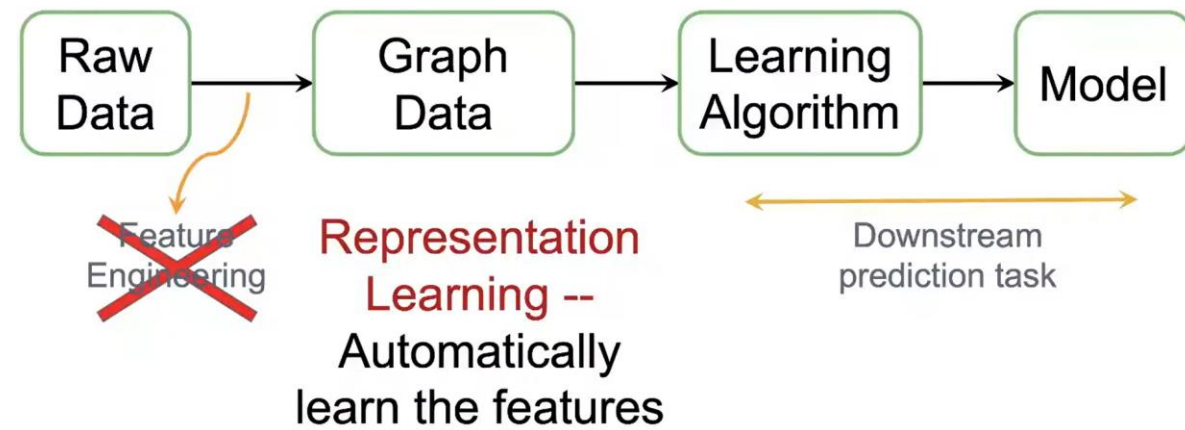 Raw
Data
Graph
Data
Learning
Algorithm
Model
Feature
Engineering
Representation
Learning --
Automatically
learn the features
Downstream
prediction task